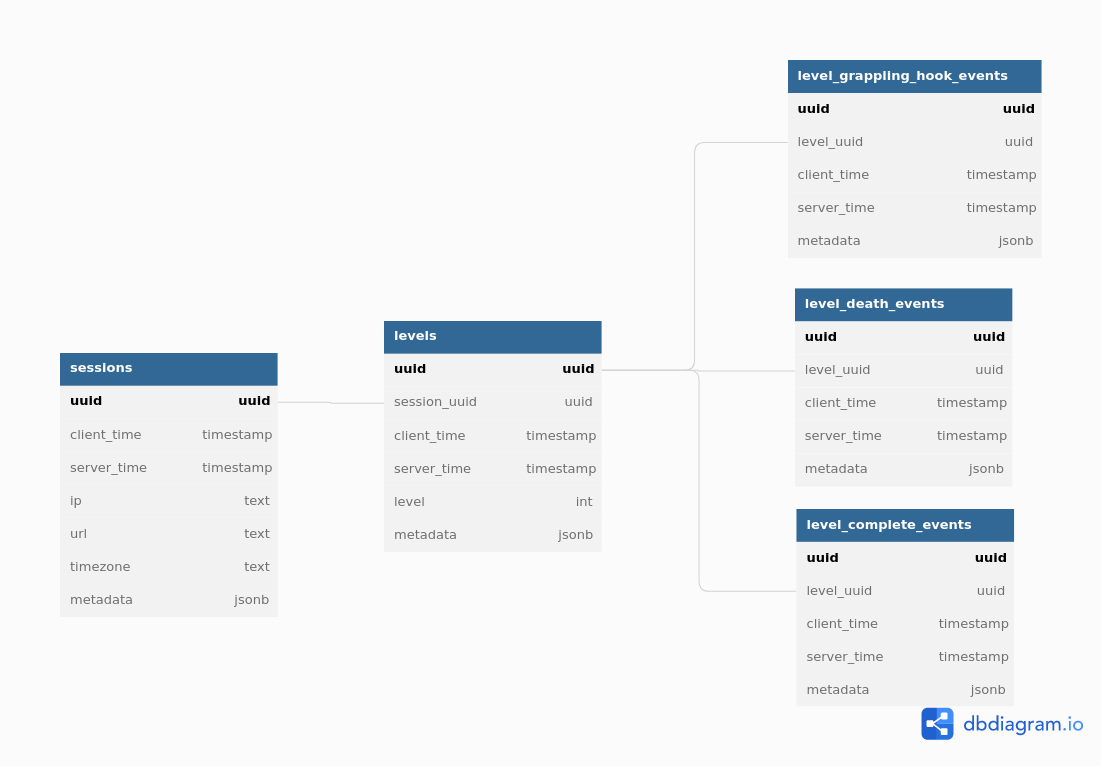 level_grappling_hook_events
uuid uuid
level_uuid uuid
client_time timestamp
server_time timestamp
metadata jsonb
level_death_events
uuid uuid
level_uuid uuid
client_time timestamp
server_time timestamp
metadata jsonb
levels
uuid uuid
session_uuid uuid
client_time timestamp
server_time timestamp
level int
metadata jsonb
sessions
uuid uuid
client_time timestamp
server_time timestamp
ip text
url text
timezone text
metadata jsonb
level_complete_events
uuid uuid
level_uuid uuid
client_time timestamp
server_time timestamp
metadata jsonb
dbdiagram.io